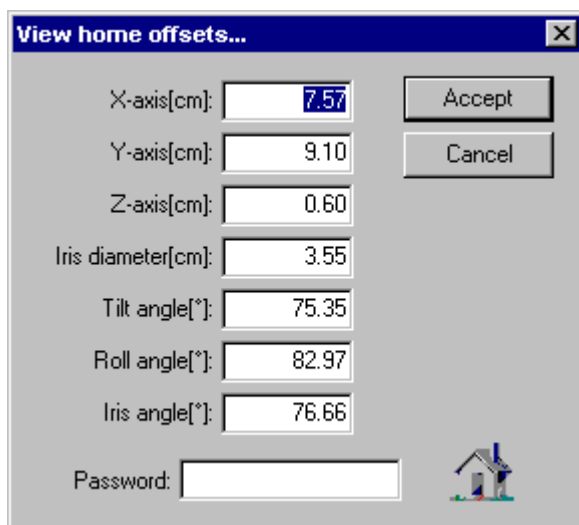 View home offsets...
X-axis[cm]: 7.57 Accept
Y-axis[cm]: 9.10 Cancel
Z-axis[cm]: 0.60
Iris diameter[cm]: 3.55
Tilt angle[°]: 75.35
Roll angle[°]: 82.97
Iris angle[°]: 76.66
Password: